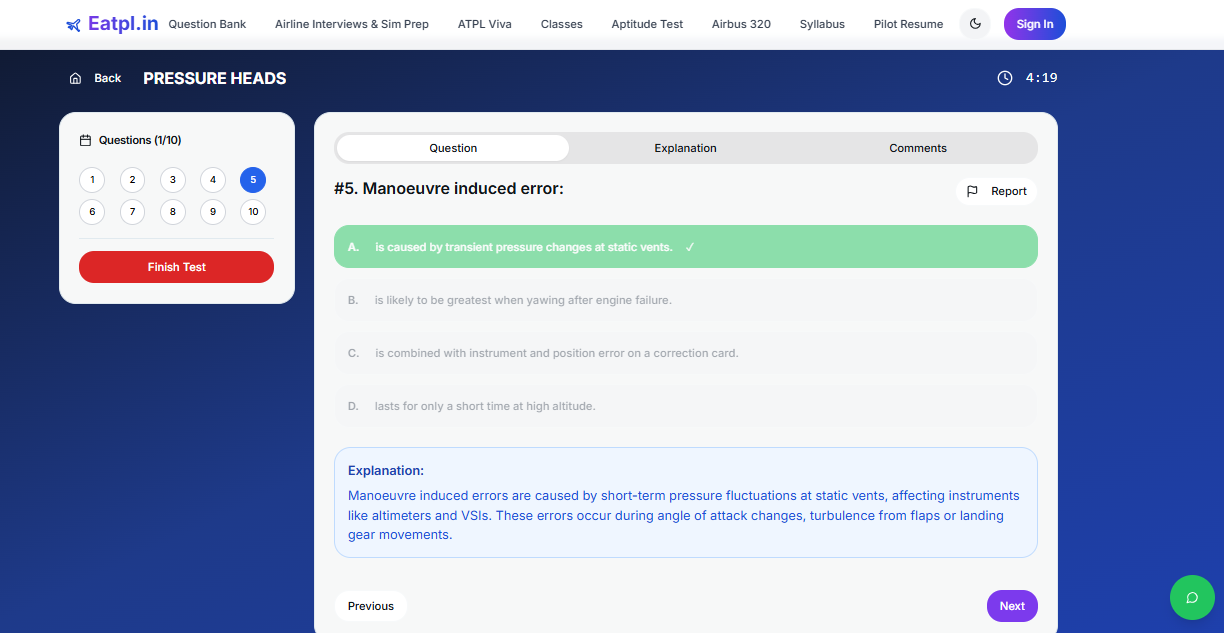 Eatpl.in Question Bank Airline Interviews & Sim Prep ATPL Viva Classes Aptitude Test Airbus 320 Syllabus Pilot Resume Sign In
Back PRESSURE HEADS 4:19
Questions (1/10)
1 2 3 4 5
6 7 8 9 10
Finish Test
Question Explanation Comments
#5. Manoeuvre induced error:
Report
A. is caused by transient pressure changes at static vents. ✓
B. is likely to be greatest when yawing after engine failure.
C. is combined with instrument and position error on a correction card.
D. lasts for only a short time at high altitude.
Explanation:
Manoeuvre induced errors are caused by short-term pressure fluctuations at static vents, affecting instruments
like altimeters and VSIs. These errors occur during angle of attack changes, turbulence from flaps or landing
gear movements.
Previous Next